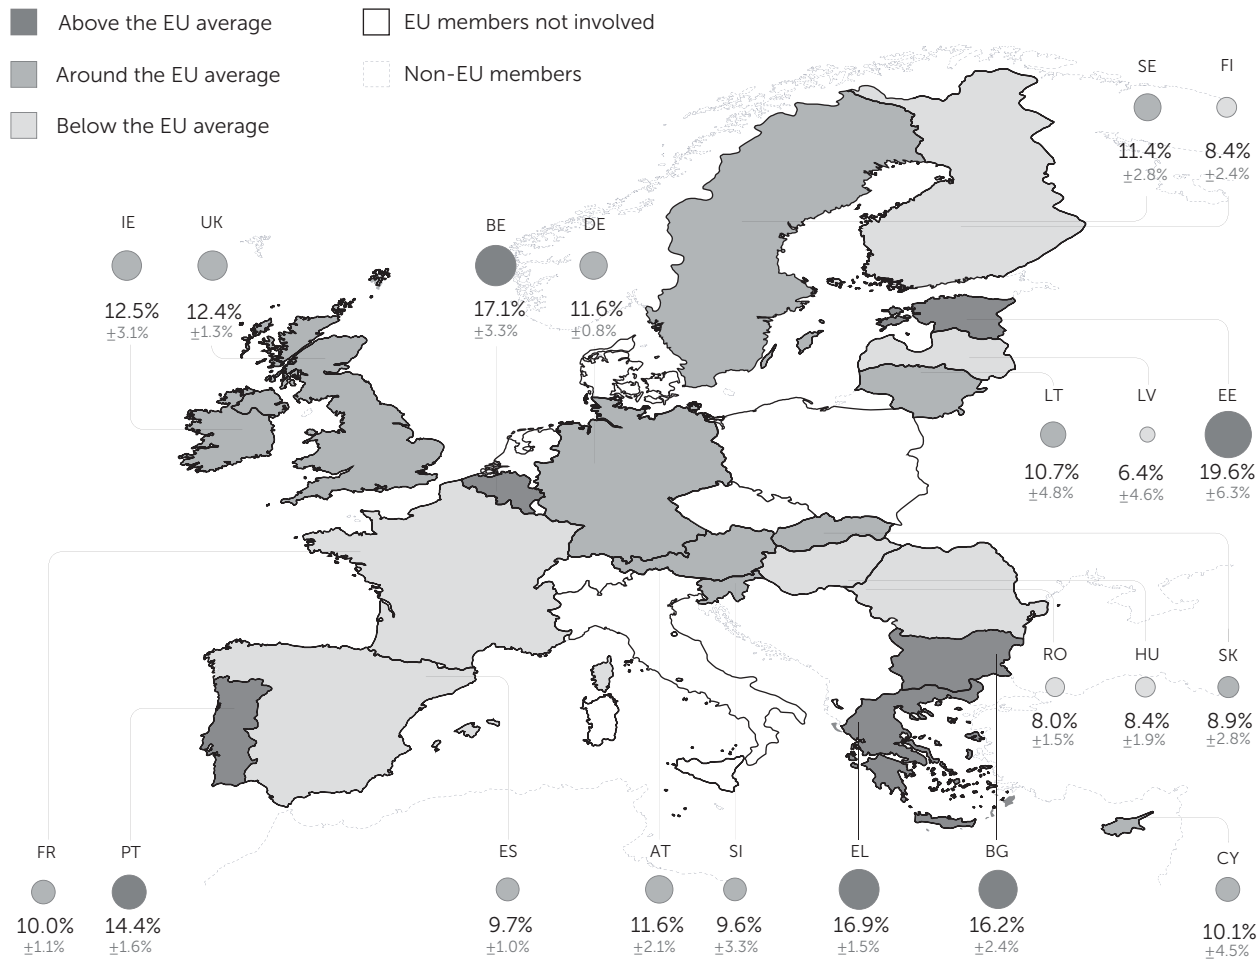 Above the EU average
EU members not involved
Around the EU average
Non-EU members
Below the EU average
SE
FI
11.4%
8.4%
±2.8%
±2.4%
IE
UK
BE
DE
12.5%
12.4%
17.1%
11.6%
±3.1%
±1.3%
±3.3%
±0.8%
LT
LV
EE
10.7%
6.4%
19.6%
±4.8%
±4.6%
±6.3%
RO
HU
SK
8.0%
8.4%
8.9%
±1.5%
±1.9%
±2.8%
FR
PT
ES
AT
SI
EL
BG
CY
10.0%
14.4%
9.7%
11.6%
9.6%
16.9%
16.2%
10.1%
±1.1%
±1.6%
±1.0%
±2.1%
±3.3%
±1.5%
±2.4%
±4.5%